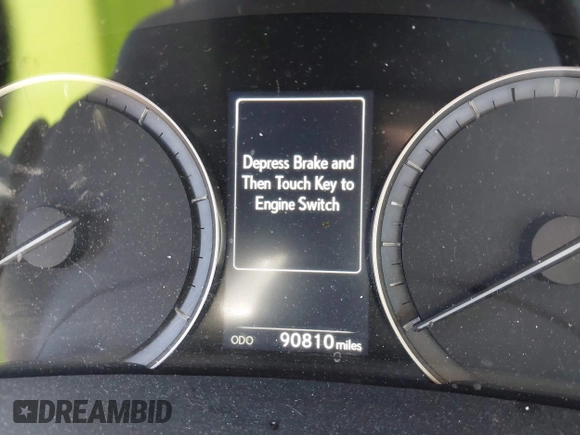 Depress Brake and
Then Touch Key to
Engine Switch
ODO 90810 miles
DREAMBID